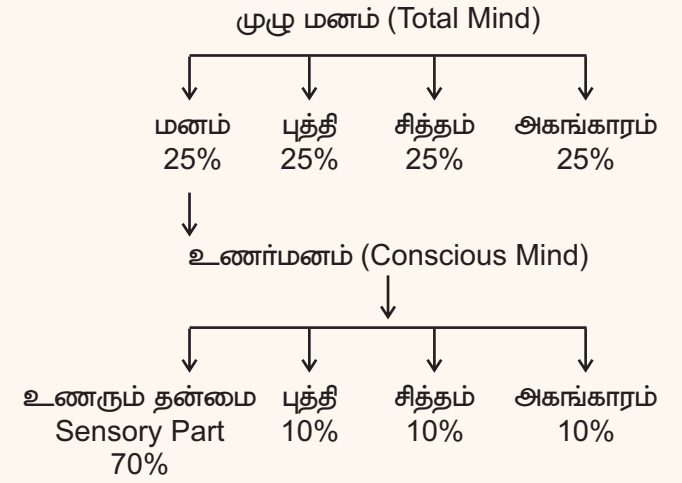 முழு மனம் (Total Mind)
மனம் புத்தி சித்தம் அகங்காரம்
25% 25% 25% 25%
உணர்மனம் (Conscious Mind)
உணரும் தன்மை புத்தி சித்தம் அகங்காரம்
Sensory Part 10% 10% 10%
70%